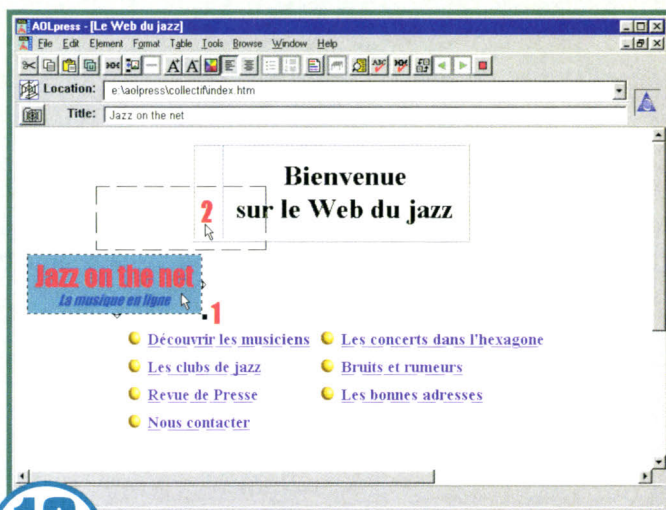 AOLpress - [Le Web du jazz]
File Edit Element Format Table Tools Browse Window Help
Location: e:\aolpress\collectif\index.htm
Title: Jazz on the net
Bienvenue
sur le Web du jazz
2
Jazz on the net
La musique en ligne
1
Découvrir les musiciens Les concerts dans l'hexagone
Les clubs de jazz Bruits et rumeurs
Revue de Presse Les bonnes adresses
Nous contacter